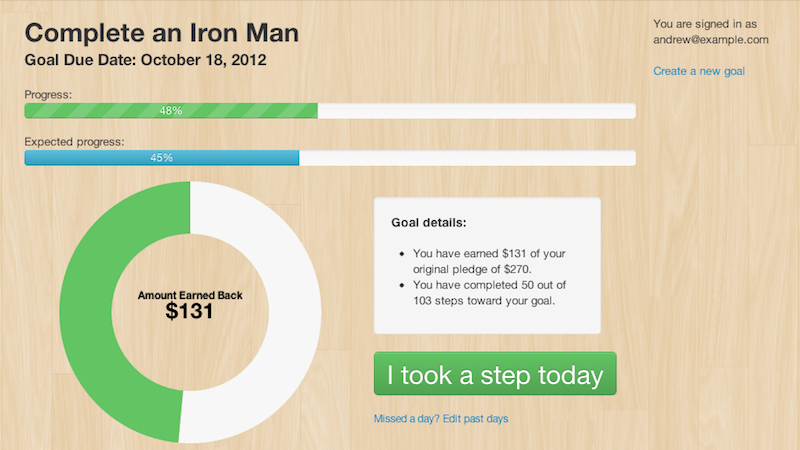 Complete an Iron Man
Goal Due Date: October 18, 2012
You are signed in as
andrew@example.com
Create a new goal
Progress:
48%
Expected progress:
45%
Amount Earned Back
$131
Goal details:
• You have earned $131 of your
original pledge of $270.
• You have completed 50 out of
103 steps toward your goal.
I took a step today
Missed a day? Edit past days